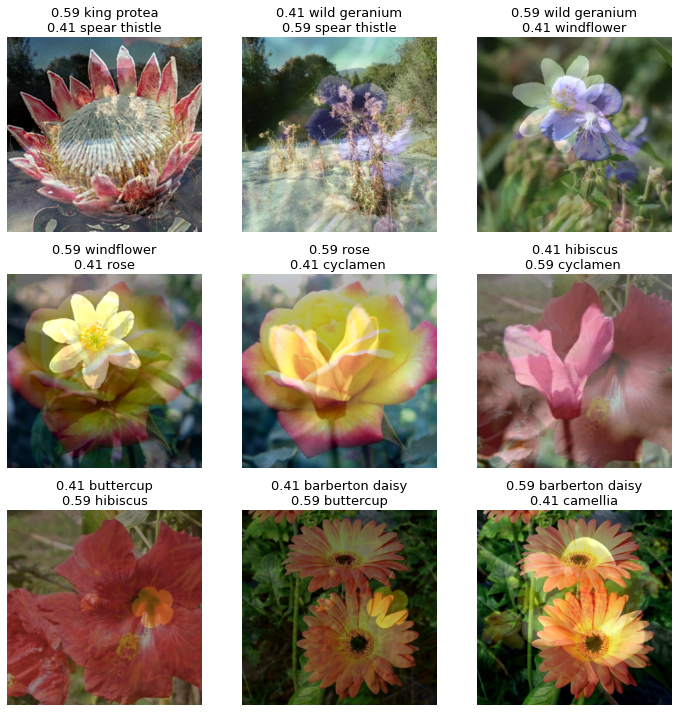 0.59 king protea
0.41 spear thistle
0.41 wild geranium
0.59 spear thistle
0.59 wild geranium
0.41 windflower
0.59 windflower
0.41 rose
0.59 rose
0.41 cyclamen
0.41 hibiscus
0.59 cyclamen
0.41 buttercup
0.59 hibiscus
0.41 barberton daisy
0.59 buttercup
0.59 barberton daisy
0.41 camellia